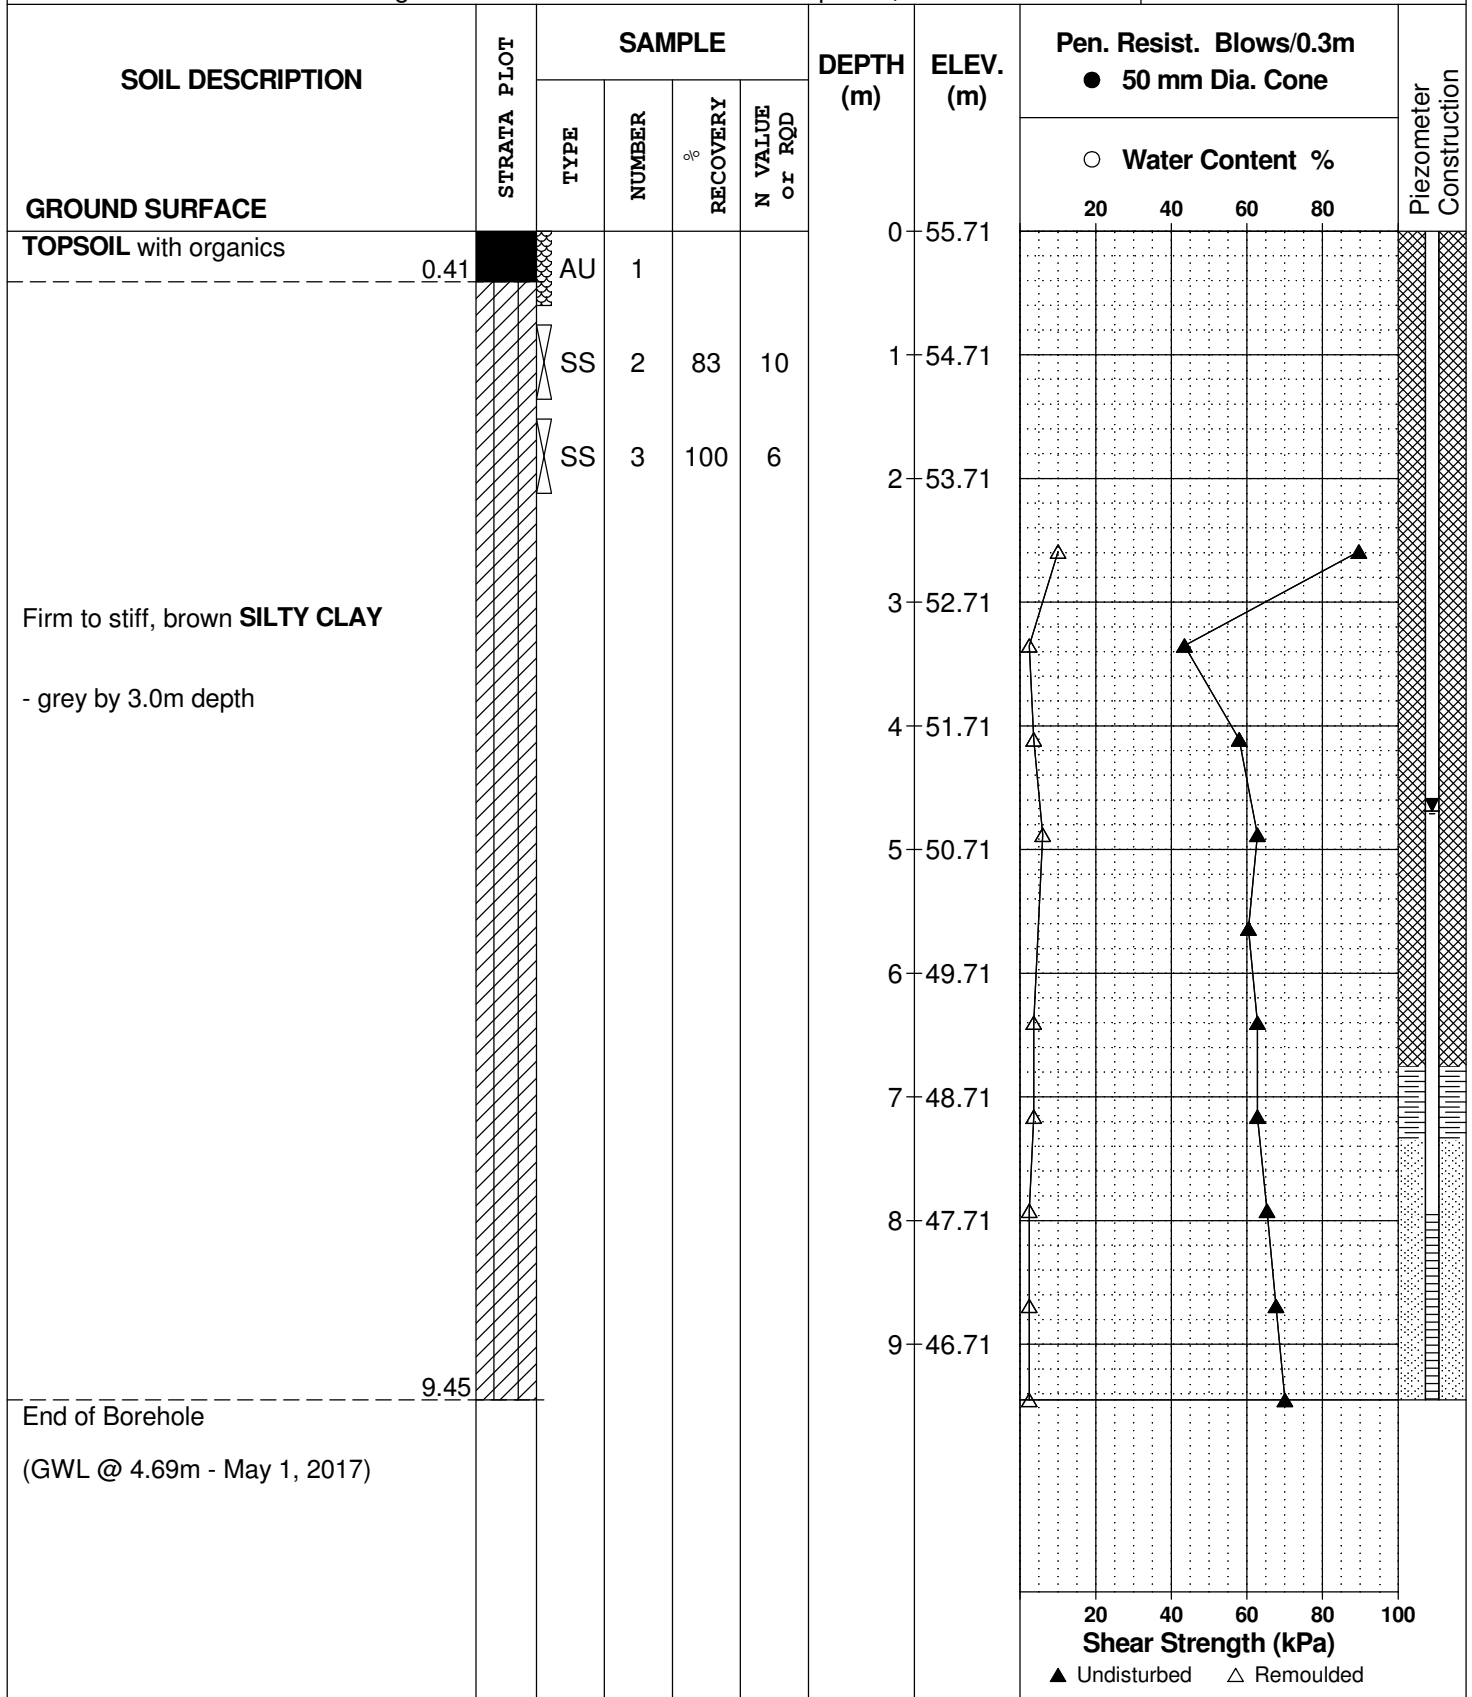 SOIL DESCRIPTION
GROUND SURFACE
STRATA PLOT
SAMPLE
TYPE
NUMBER
% RECOVERY
N VALUE or RQD
DEPTH (m)
ELEV. (m)
Pen. Resist. Blows/0.3m
● 50 mm Dia. Cone
○ Water Content %
20 40 60 80
Piezometer Construction
TOPSOIL with organics
0.41
AU 1
SS 2 83 10
SS 3 100 6
Firm to stiff, brown SILTY CLAY
- grey by 3.0m depth
9.45
End of Borehole
(GWL @ 4.69m - May 1, 2017)
0 55.71
1 54.71
2 53.71
3 52.71
4 51.71
5 50.71
6 49.71
7 48.71
8 47.71
9 46.71
20 40 60 80 100
Shear Strength (kPa)
▲ Undisturbed △ Remoulded